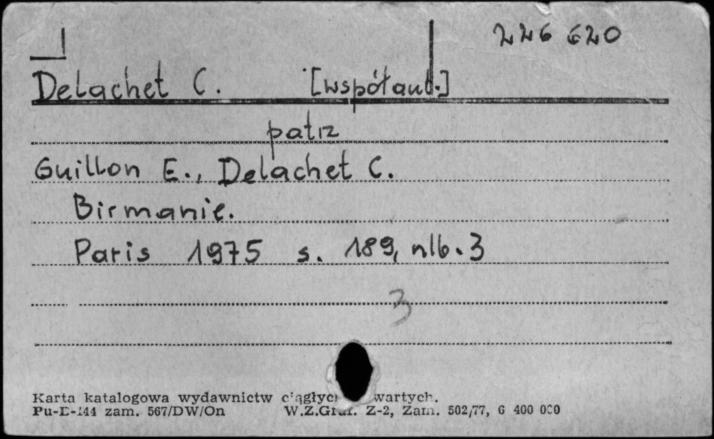 226 620
Delachet C. [współaut.]
patrz
Guillon E., Delachet C.
Birmanie.
Paris 1975 s. 189, nlb. 3
3
Karta katalogowa wydawnictw wartych.
Pu-E-144 zam. 567/DW/On W.Z.Graf. Z-2, Zam. 502/77, G 400 000